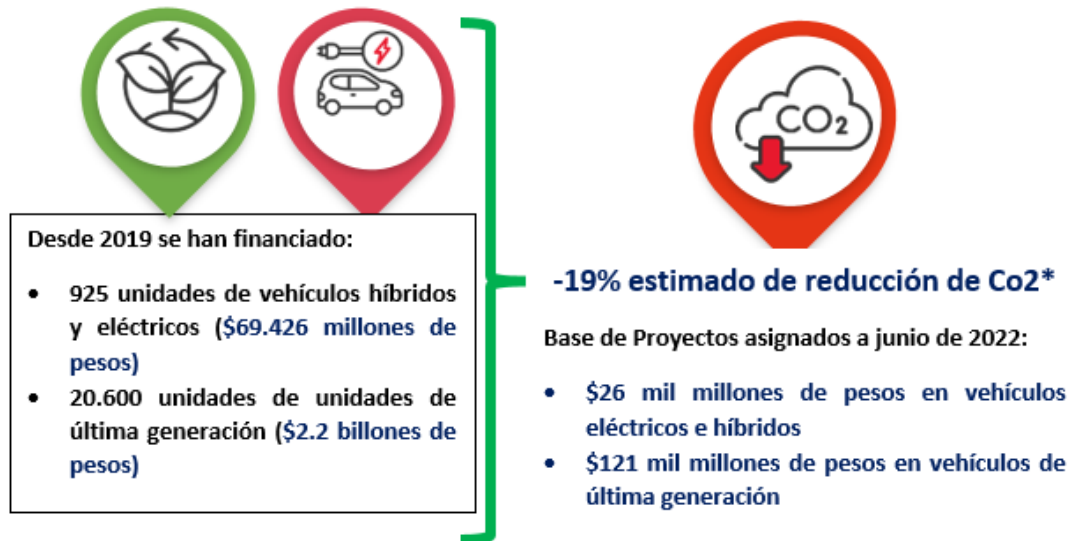 CO2
Desde 2019 se han financiado:
• 925 unidades de vehículos híbridos
y eléctricos ($69.426 millones de
pesos)
• 20.600 unidades de unidades de
última generación ($2.2 billones de
pesos)
-19% estimado de reducción de Co2*
Base de Proyectos asignados a junio de 2022:
• $26 mil millones de pesos en vehículos
eléctricos e híbridos
• $121 mil millones de pesos en vehículos de
última generación